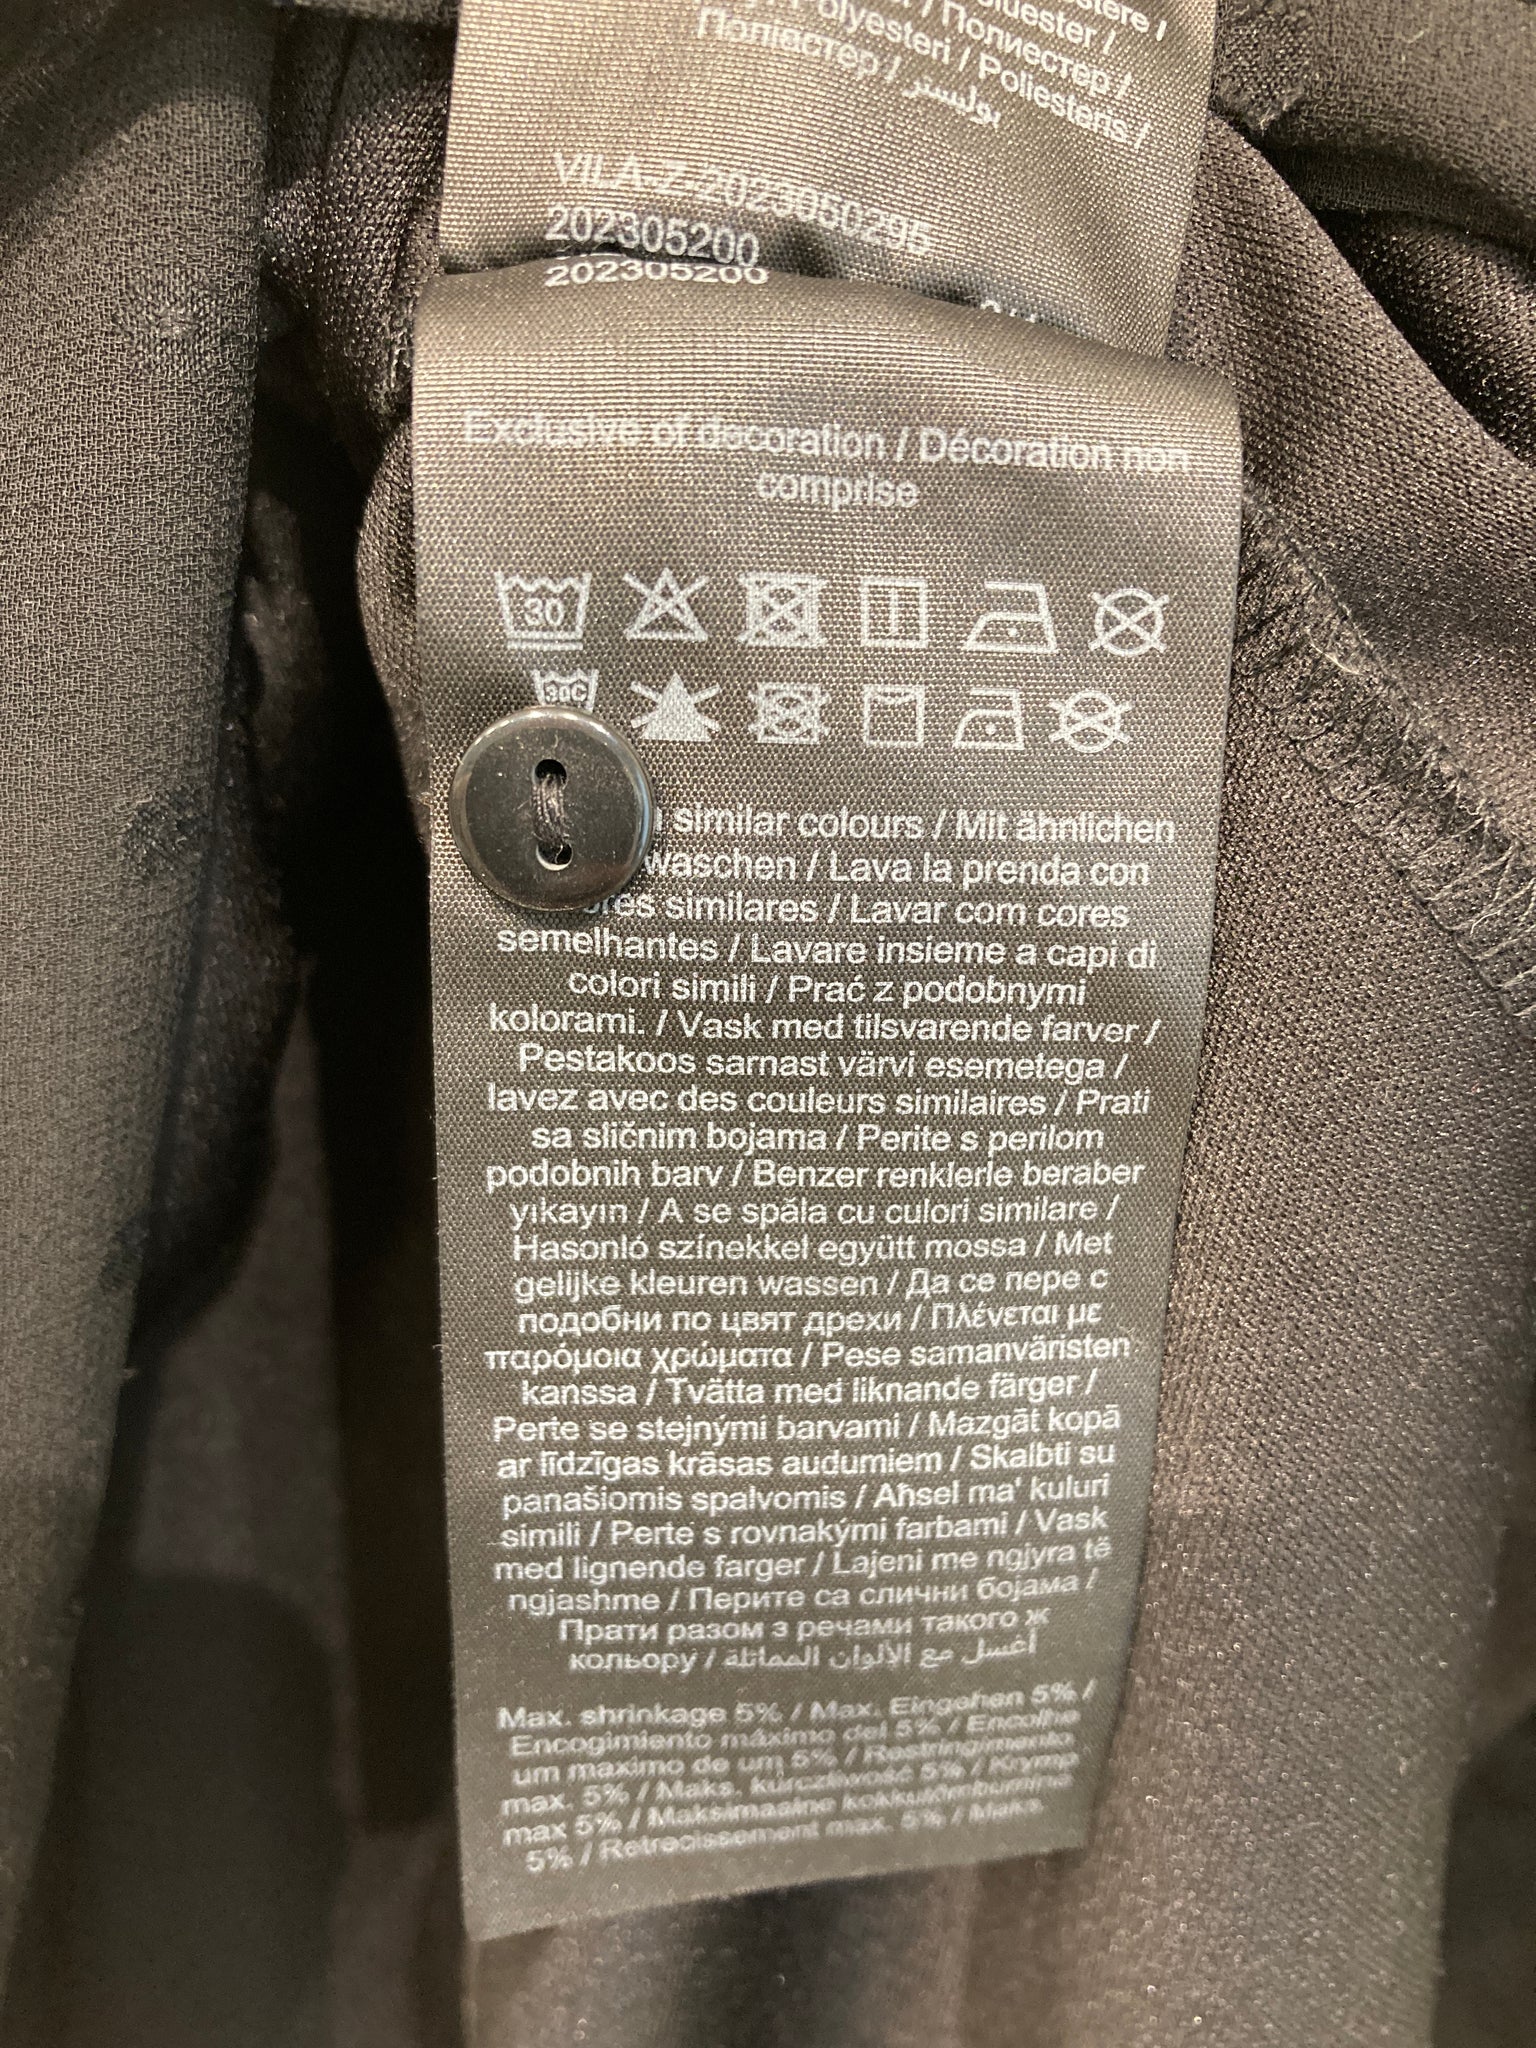 Polyester /
/ Полиестер /
Polyesteri / Poliesteris /
Поліестер / بوليستر
VILA-Z-2023050295
202305200
202305200
Exclusive of decoration / Décoration non
comprise
30
30C
similar colours / Mit ähnlichen
waschen / Lava la prenda con
similares / Lavar com cores
semelhantes / Lavare insieme a capi di
colori simili / Prać z podobnymi
kolorami. / Vask med tilsvarende farver /
Pestakoos sarnast värvi esemetega /
lavez avec des couleurs similaires / Prati
sa sličnim bojama / Perite s perilom
podobnih barv / Benzer renklerle beraber
yıkayın / A se spăla cu culori similare /
Hasonló színekkel együtt mossa / Met
gelijke kleuren wassen / Да се пере с
подобни по цвят дрехи / Πλένεται με
παρόμοια χρώματα / Pese samanväristen
kanssa / Tvätta med liknande färger /
Perte se stejnými barvami / Mazgāt kopā
ar līdzīgas krāsas audumiem / Skalbti su
panašiomis spalvomis / Aħsel ma' kuluri
simili / Perte s rovnakými farbami / Vask
med lignende farger / Lajeni me ngjyra të
ngjashme / Перите са слични бојама /
Прати разом з речами такого ж
кольору / أغسل مع الألوان المماثلة
Max. shrinkage 5% / Max. Eingehen 5% /
Encogimiento máximo del 5% / Encolhe
um maximo de um 5% / Restringimento
max. 5% / Maks. kurczliwość 5% / Krymp
max 5% / Maksimaalne kokkutõmbumine
5% / Retrecissement max. 5% / Maks.